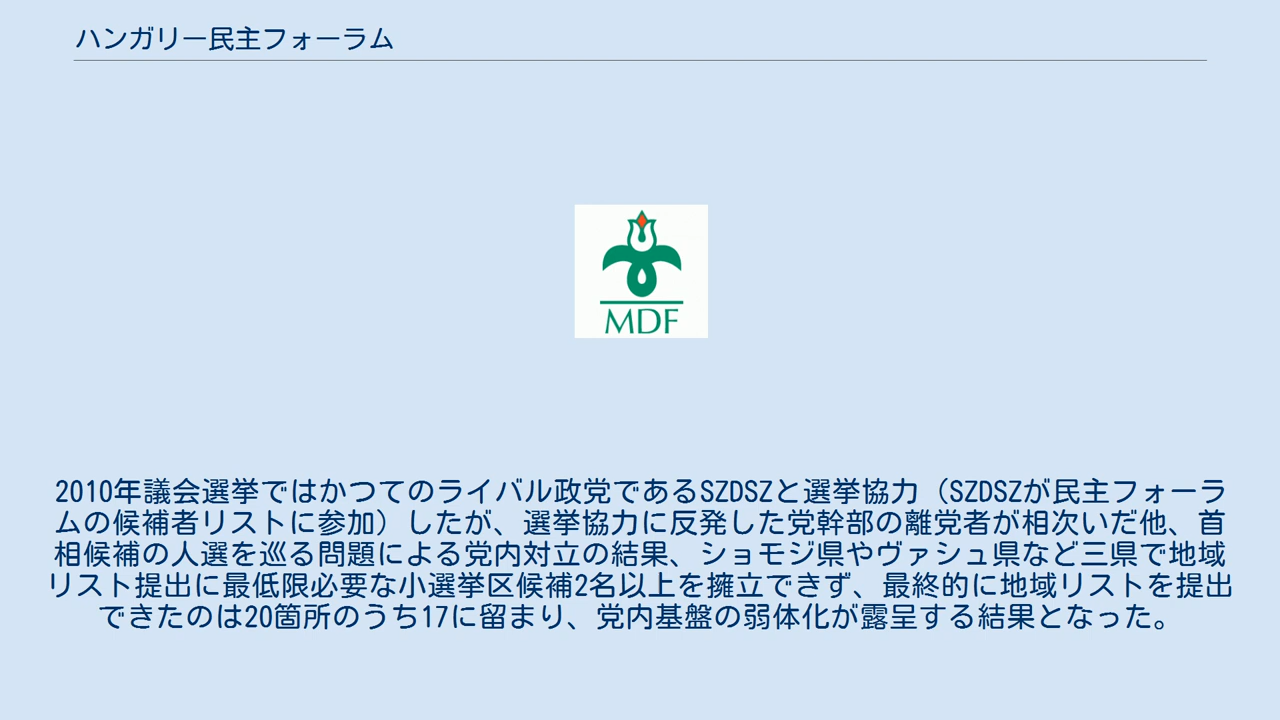 ハンガリー民主フォーラム
MDF
2010年議会選挙ではかつてのライバル政党であるSZDSZと選挙協力（SZDSZが民主フォーラ
ムの候補者リストに参加）したが、選挙協力に反発した党幹部の離党者が相次いだ他、首
相候補の人選を巡る問題による党内対立の結果、ショモジ県やヴァシュ県など三県で地域
リスト提出に最低限必要な小選挙区候補2名以上を擁立できず、最終的に地域リストを提出
できたのは20箇所のうち17に留まり、党内基盤の弱体化が露呈する結果となった。